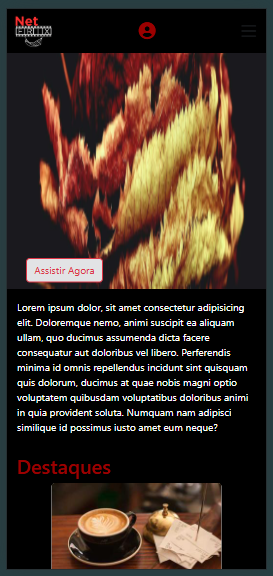 Net
FRIX
Assistir Agora
Lorem ipsum dolor, sit amet consectetur adipisicing
elit. Doloremque nemo, animi suscipit ea aliquam
ullam, quo ducimus assumenda dicta facere
consequatur aut doloribus vel libero. Perferendis
minima id omnis repellendus incidunt sint quisquam
quis dolorum, ducimus at quae nobis magni optio
voluptatem quibusdam voluptatibus doloribus animi
in quia provident soluta. Numquam nam adipisci
similique id possimus iusto amet eum neque?
Destaques